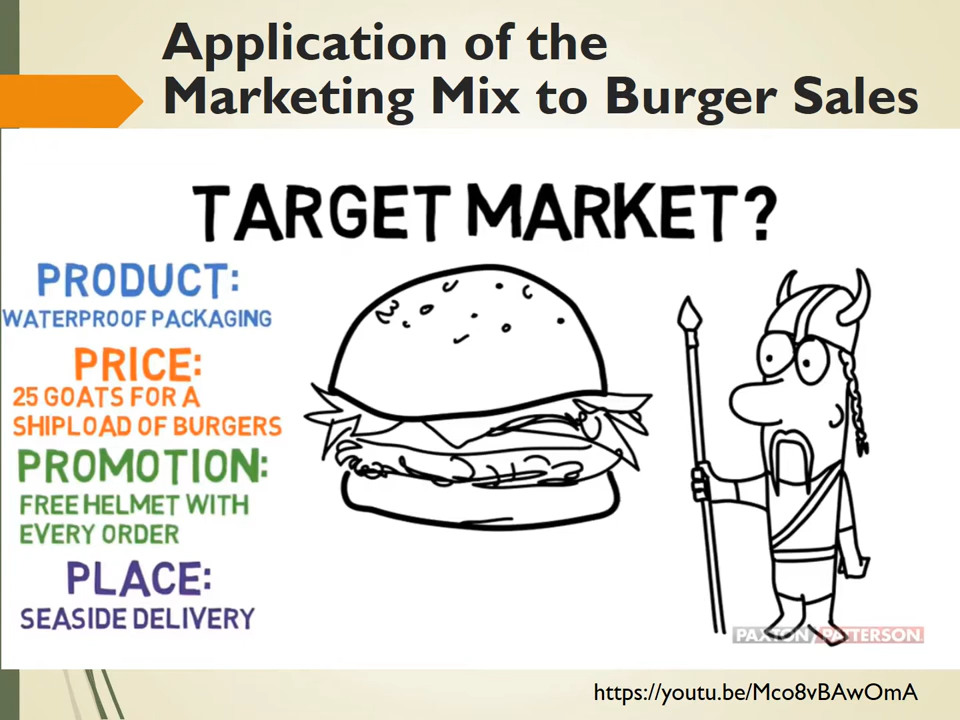 Application of the
Marketing Mix to Burger Sales
TARGET MARKET?
PRODUCT:
WATERPROOF PACKAGING
PRICE:
25 GOATS FOR A
SHIPLOAD OF BURGERS
PROMOTION:
FREE HELMET WITH
EVERY ORDER
PLACE:
SEASIDE DELIVERY
PAXTON/PATTERSON
https://youtu.be/Mco8vBAwOmA